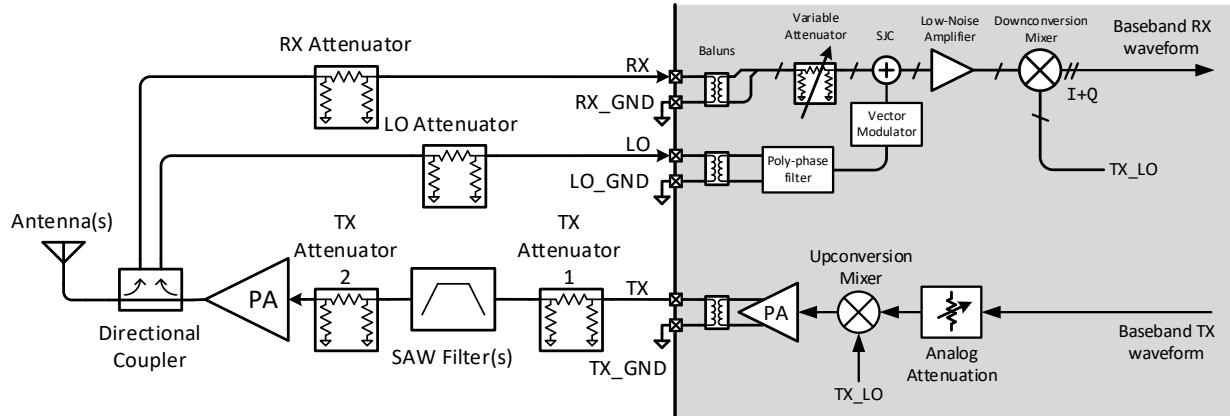 RX Attenuator
RX
RX_GND
LO Attenuator
LO
LO_GND
Baluns
Variable
Attenuator
SJC
Low-Noise
Amplifier
Downconversion
Mixer
Baseband RX
waveform
I+Q
Vector
Modulator
Poly-phase
filter
TX_LO
Antenna(s)
Directional
Coupler
PA
TX
Attenuator
2
SAW Filter(s)
TX
Attenuator
1
TX
TX_GND
PA
Upconversion
Mixer
TX_LO
Analog
Attenuation
Baseband TX
waveform